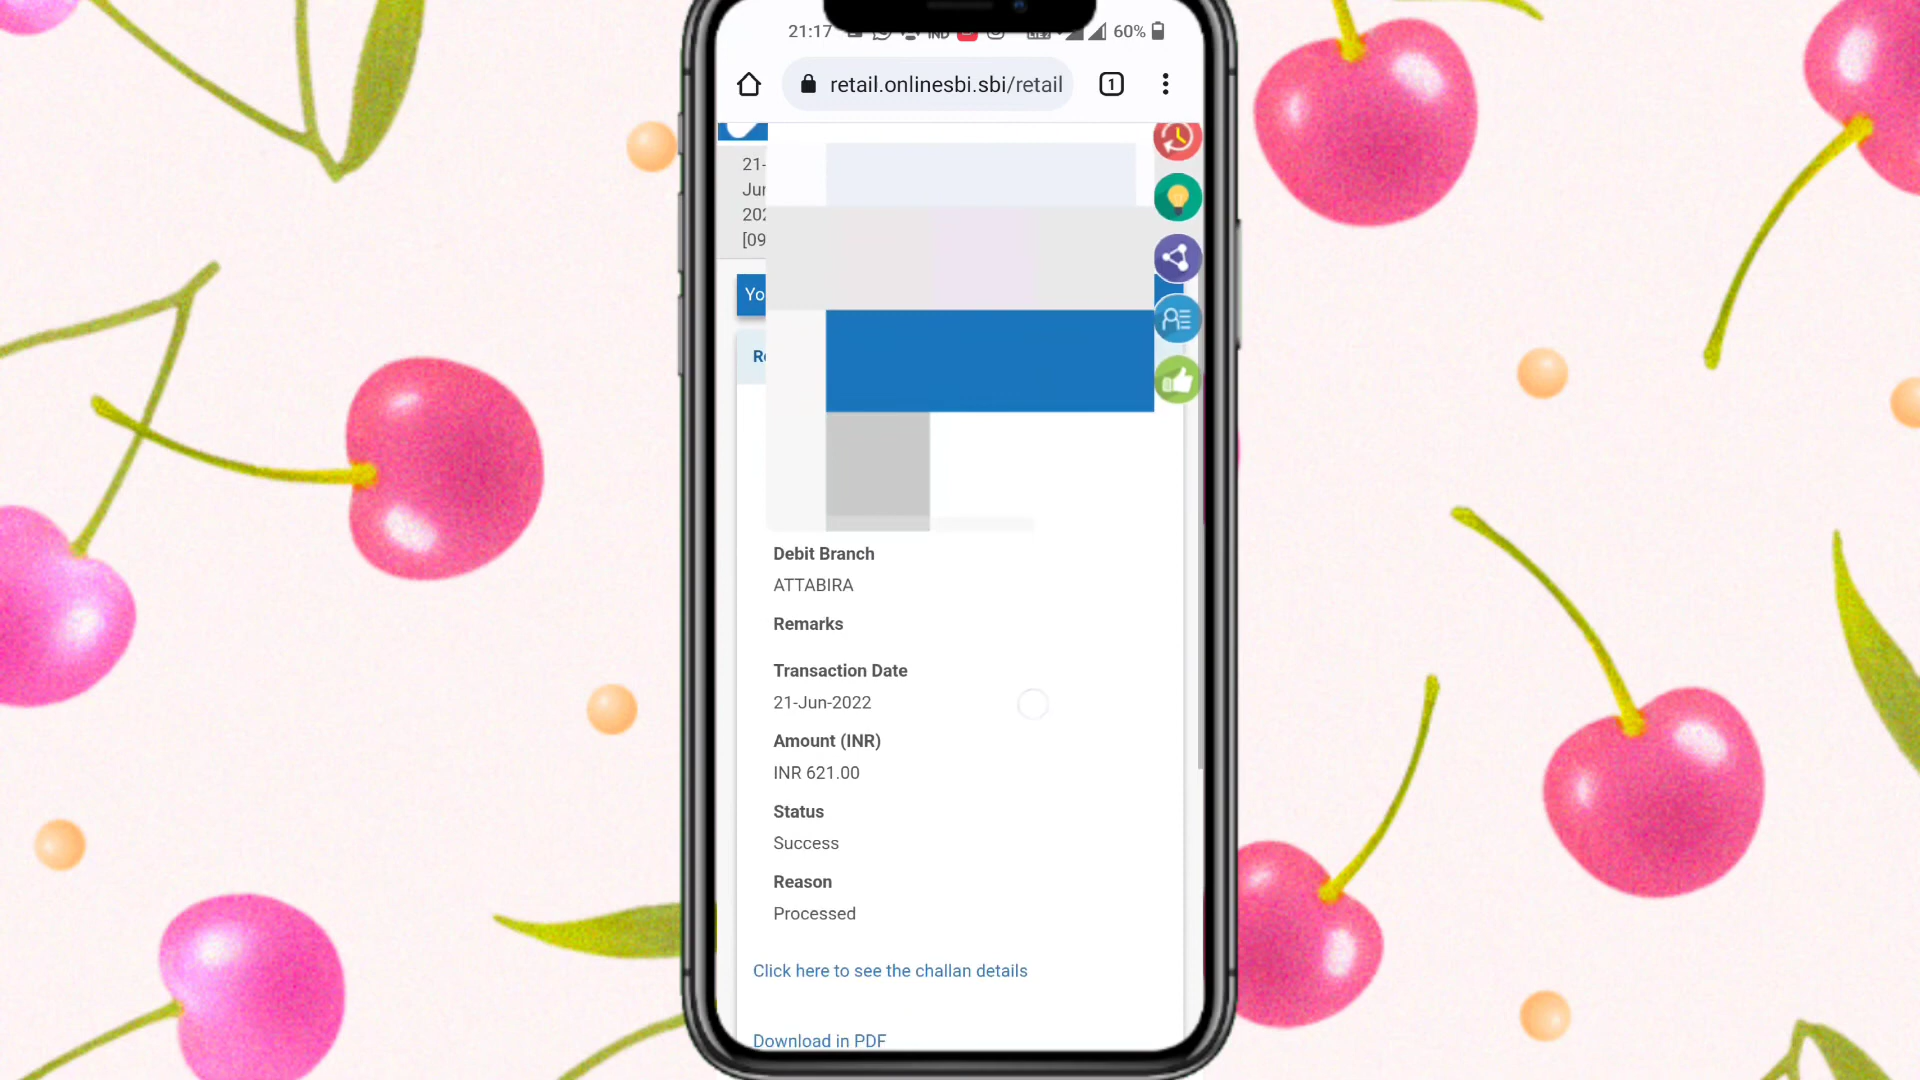 21:17
60%
retail.onlinesbi.sbi/retail
1
21-
[09
Yo
Debit Branch
ATTABIRA
Remarks
Transaction Date
21-Jun-2022
Amount (INR)
INR 621.00
Status
Success
Reason
Processed
Click here to see the challan details
Download in PDF